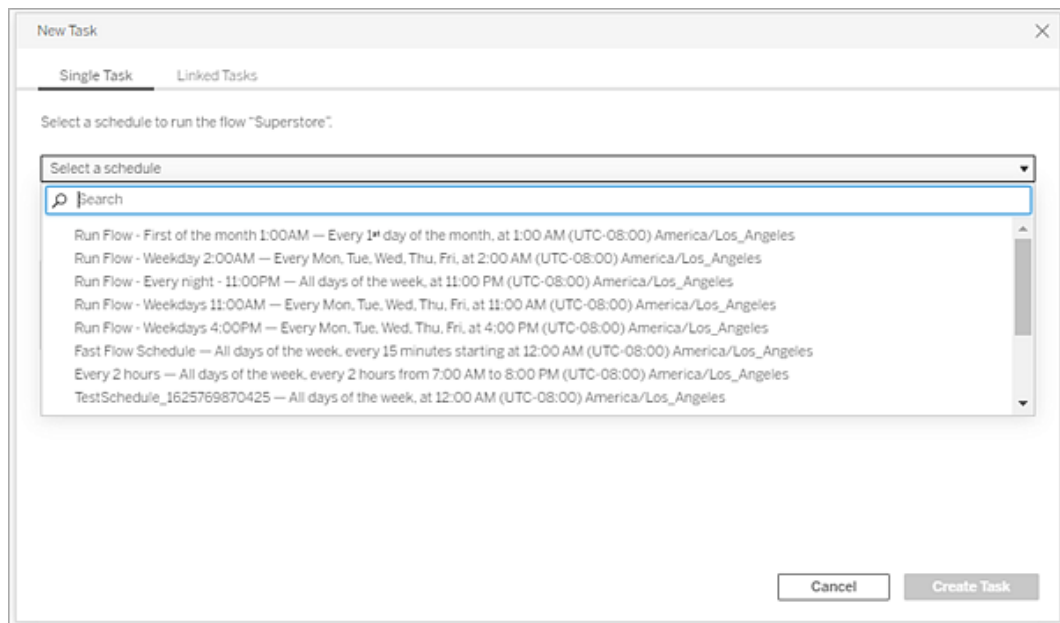 New Task
Single Task
Linked Tasks
Select a schedule to run the flow "Superstore".
Select a schedule
Search
Run Flow - First of the month 1:00AM — Every 1st day of the month, at 1:00 AM (UTC-08:00) America/Los_Angeles
Run Flow - Weekday 2:00AM — Every Mon, Tue, Wed, Thu, Fri, at 2:00 AM (UTC-08:00) America/Los_Angeles
Run Flow - Every night - 11:00PM — All days of the week, at 11:00 PM (UTC-08:00) America/Los_Angeles
Run Flow - Weekdays 11:00AM — Every Mon, Tue, Wed, Thu, Fri, at 11:00 AM (UTC-08:00) America/Los_Angeles
Run Flow - Weekdays 4:00PM — Every Mon, Tue, Wed, Thu, Fri, at 4:00 PM (UTC-08:00) America/Los_Angeles
Fast Flow Schedule — All days of the week, every 15 minutes starting at 12:00 AM (UTC-08:00) America/Los_Angeles
Every 2 hours — All days of the week, every 2 hours from 7:00 AM to 8:00 PM (UTC-08:00) America/Los_Angeles
TestSchedule_1625769870425 — All days of the week, at 12:00 AM (UTC-08:00) America/Los_Angeles
Cancel
Create Task